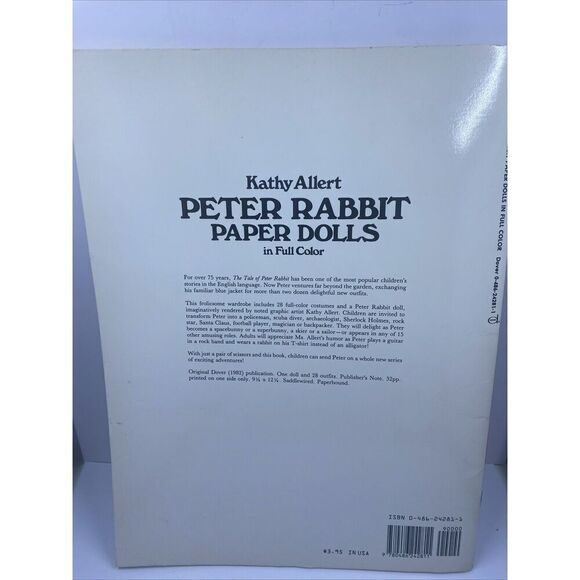 Kathy Allert
PETER RABBIT
PAPER DOLLS
in Full Color
For over 75 years, The Tale of Peter Rabbit has been one of the most popular children's
stories in the English language. Now Peter ventures far beyond the garden, exchanging
his familiar blue jacket for more than two dozen delightful new outfits.
This frolicsome wardrobe includes 28 full-color costumes and a Peter Rabbit doll,
imaginatively rendered by noted graphic artist Kathy Allert. Children are invited to
transform Peter into a policeman, scuba diver, archaeologist, Sherlock Holmes, rock
star, Santa Claus, football player, magician or backpacker. They will delight as Peter
becomes a spacebunny or a superbunny, a skier or a sailor—or appears in any of 15
other amusing roles. Adults will appreciate Ms. Allert's humor as Peter plays a guitar
in a rock band and wears a rabbit on his T-shirt instead of an alligator!
With just a pair of scissors and this book, children can send Peter on a whole new series
of exciting adventures!
Original Dover (1982) publication. One doll and 28 outfits. Publisher's Note. 32pp.
printed on one side only. 9¼ x 12¼. Saddlewired. Paperbound.
PAPER DOLLS IN FULL COLOR Dover 0-486-24281-1
ISBN 0-486-24281-1
90000
9 780486 242811
$3.95 IN USA